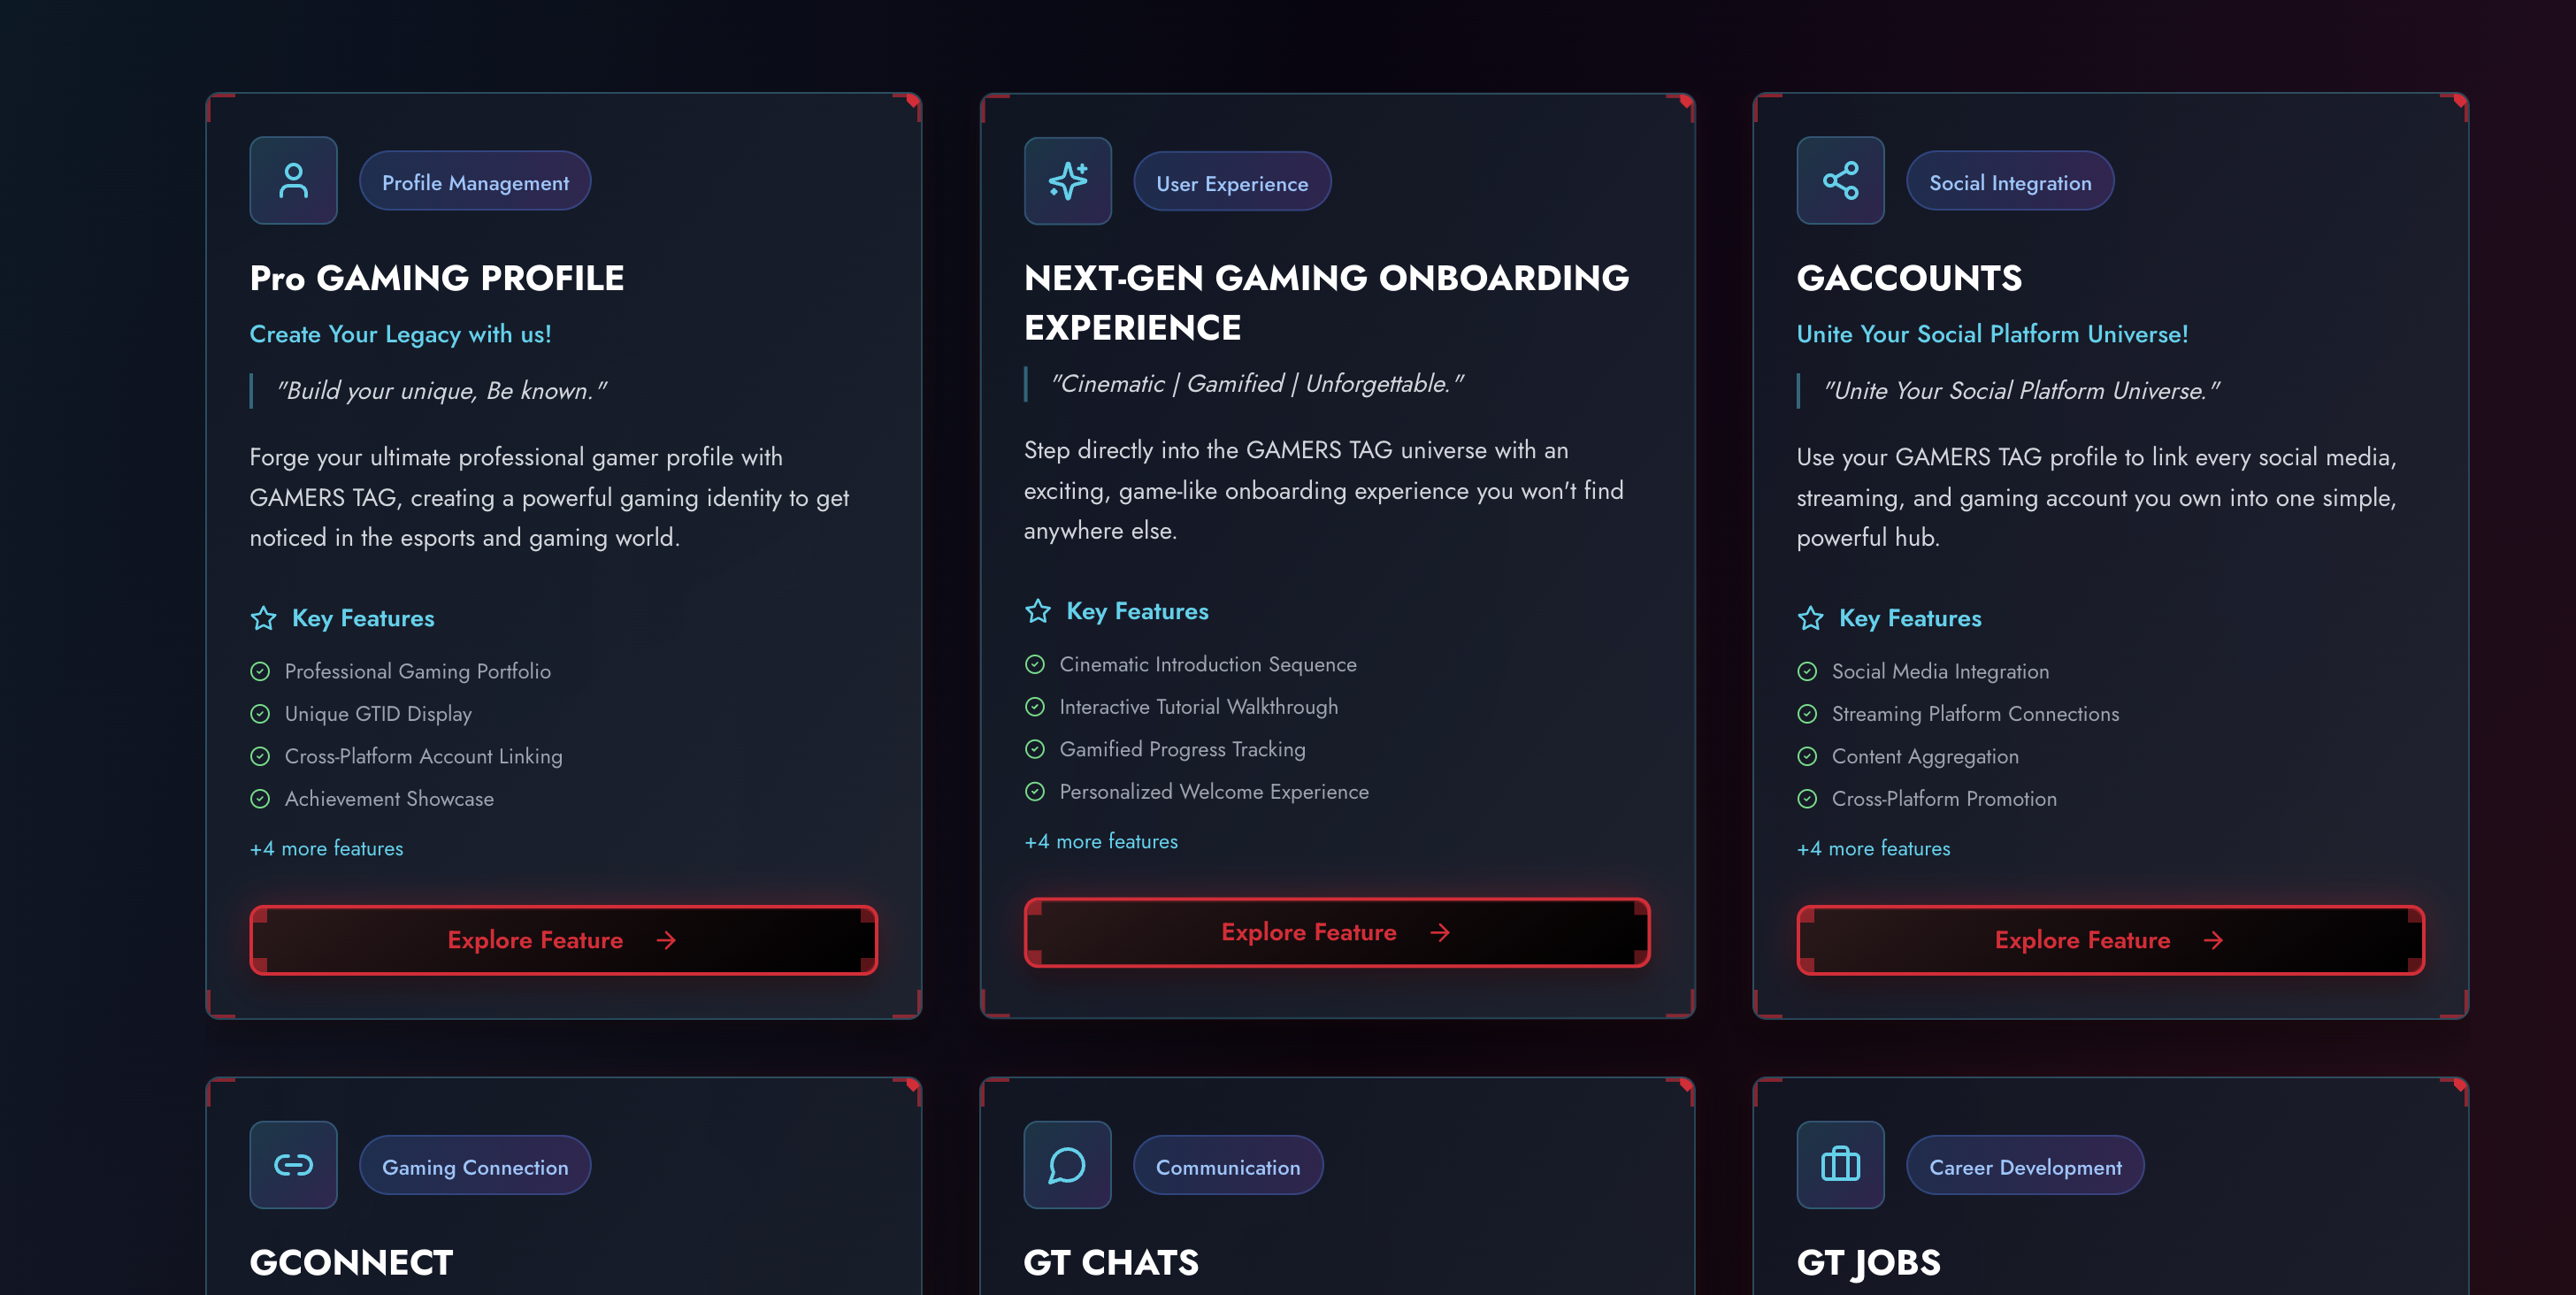 Profile Management
Pro GAMING PROFILE
Create Your Legacy with us!
"Build your unique, Be known."
Forge your ultimate professional gamer profile with
GAMERS TAG, creating a powerful gaming identity to get
noticed in the esports and gaming world.
Key Features
Professional Gaming Portfolio
Unique GTID Display
Cross-Platform Account Linking
Achievement Showcase
+4 more features
Explore Feature
User Experience
NEXT-GEN GAMING ONBOARDING
EXPERIENCE
"Cinematic | Gamified | Unforgettable."
Step directly into the GAMERS TAG universe with an
exciting, game-like onboarding experience you won't find
anywhere else.
Key Features
Cinematic Introduction Sequence
Interactive Tutorial Walkthrough
Gamified Progress Tracking
Personalized Welcome Experience
+4 more features
Explore Feature
Social Integration
GACCOUNTS
Unite Your Social Platform Universe!
"Unite Your Social Platform Universe."
Use your GAMERS TAG profile to link every social media,
streaming, and gaming account you own into one simple,
powerful hub.
Key Features
Social Media Integration
Streaming Platform Connections
Content Aggregation
Cross-Platform Promotion
+4 more features
Explore Feature
Gaming Connection
GCONNECT
Communication
GT CHATS
Career Development
GT JOBS